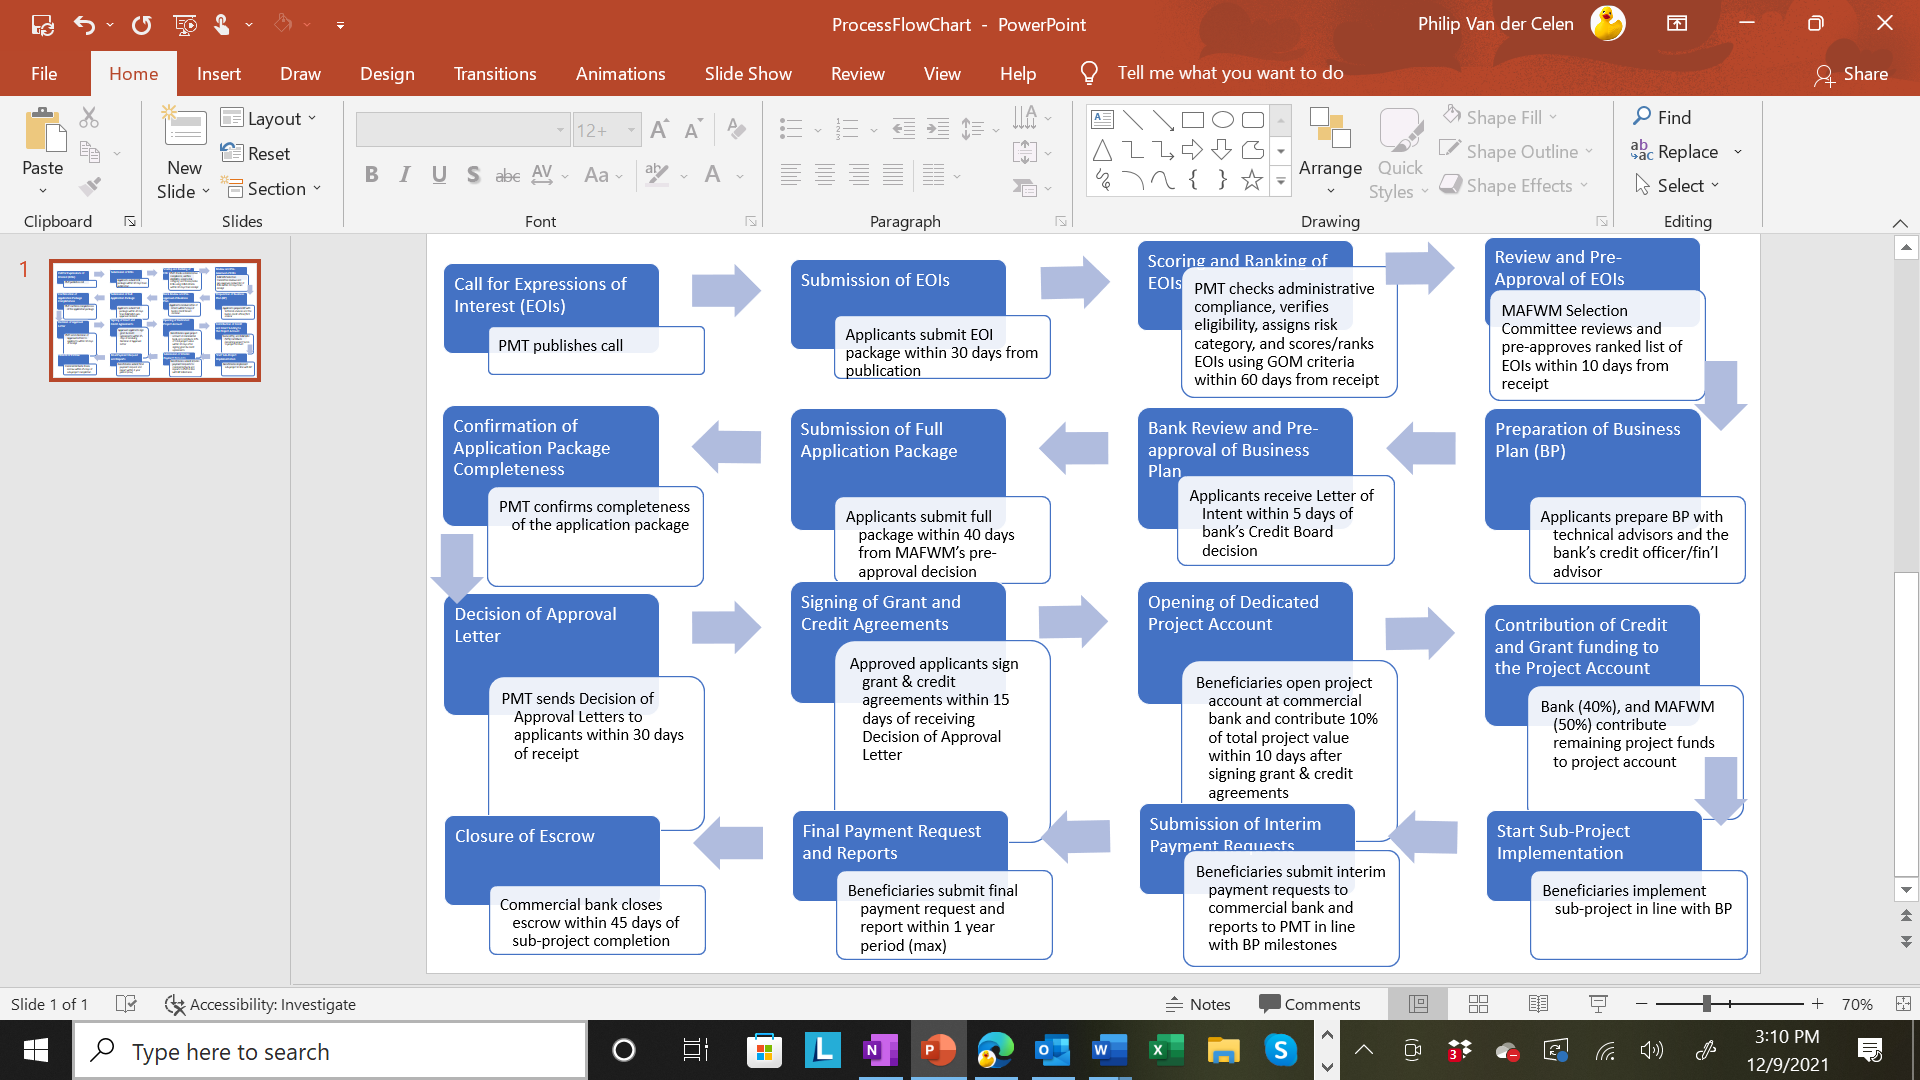 ProcessFlowChart - PowerPoint
Philip Van der Celen
File
Home
Insert
Draw
Design
Transitions
Animations
Slide Show
Review
View
Help
Tell me what you want to do
Share
Paste
Clipboard
New
Slide
Layout
Reset
Section
Slides
12+
B I U S abc AV Aa
A
Font
Paragraph
Arrange
Quick
Styles
Shape Fill
Shape Outline
Shape Effects
Drawing
Find
Replace
Select
Editing
1
Call for Expressions of
Interest (EOIs)
PMT publishes call
Submission of EOIs
Applicants submit EOI
package within 30 days from
publication
Scoring and Ranking of
EOIs
PMT checks administrative
compliance, verifies
eligibility, assigns risk
category, and scores/ranks
EOIs using GOM criteria
within 60 days from receipt
Review and Pre-
Approval of EOIs
MAFWM Selection
Committee reviews and
pre-approves ranked list of
EOIs within 10 days from
receipt
Confirmation of
Application Package
Completeness
PMT confirms completeness
of the application package
Submission of Full
Application Package
Applicants submit full
package within 40 days
from MAFWM's pre-
approval decision
Bank Review and Pre-
approval of Business
Plan
Applicants receive Letter of
Intent within 5 days of
bank's Credit Board
decision
Preparation of Business
Plan (BP)
Applicants prepare BP with
technical advisors and the
bank's credit officer/fin'l
advisor
Decision of Approval
Letter
PMT sends Decision of
Approval Letters to
applicants within 30 days
of receipt
Signing of Grant and
Credit Agreements
Approved applicants sign
grant & credit
agreements within 15
days of receiving
Decision of Approval
Letter
Opening of Dedicated
Project Account
Beneficiaries open project
account at commercial
bank and contribute 10%
of total project value
within 10 days after
signing grant & credit
agreements
Contribution of Credit
and Grant funding to
the Project Account
Bank (40%), and MAFWM
(50%) contribute
remaining project funds
to project account
Closure of Escrow
Commercial bank closes
escrow within 45 days of
sub-project completion
Final Payment Request
and Reports
Beneficiaries submit final
payment request and
report within 1 year
period (max)
Submission of Interim
Payment Requests
Beneficiaries submit interim
payment requests to
commercial bank and
reports to PMT in line
with BP milestones
Start Sub-Project
Implementation
Beneficiaries implement
sub-project in line with BP
Slide 1 of 1
Accessibility: Investigate
Notes
Comments
70%
Type here to search
3:10 PM
12/9/2021